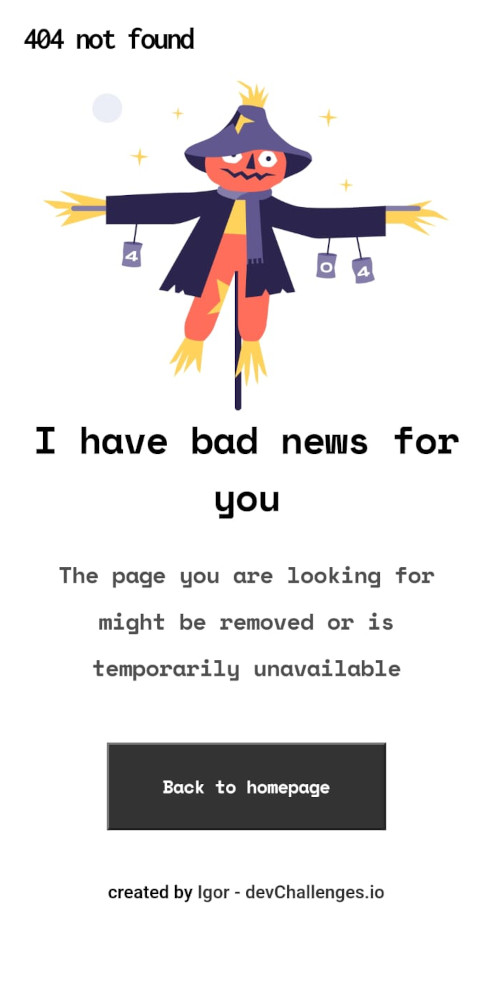 404 not found
4
0
4
I have bad news for
you
The page you are looking for
might be removed or is
temporarily unavailable
Back to homepage
created by Igor - devChallenges.io